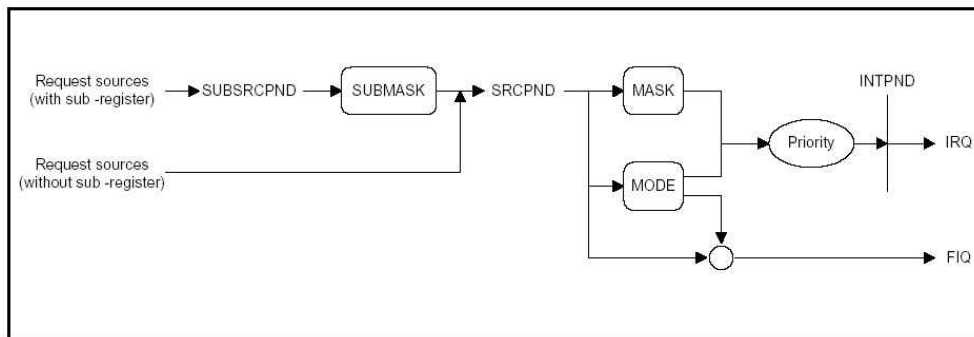 Request sources
(with sub -register)
SUBSRCPND
SUBMASK
SRCPND
MASK
INTPND
Priority
IRQ
Request sources
(without sub -register)
MODE
FIQ